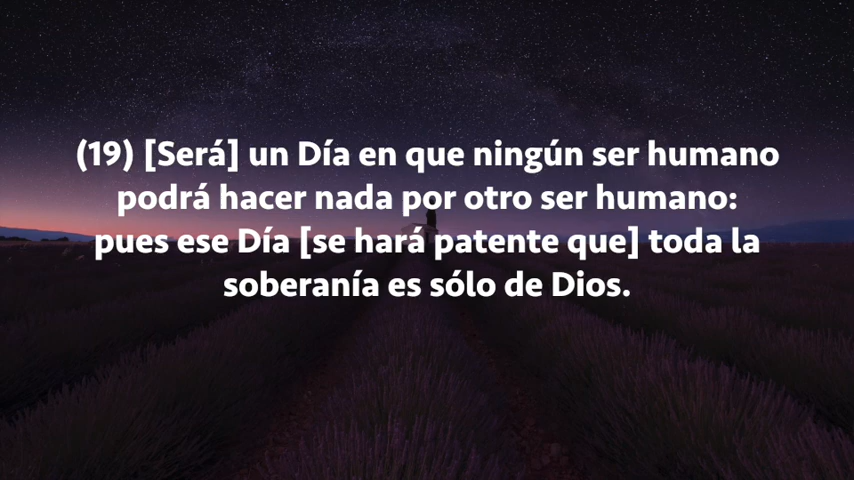 (19) [Será] un Día en que ningún ser humano
podrá hacer nada por otro ser humano:
pues ese Día [se hará patente que] toda la
soberanía es sólo de Dios.